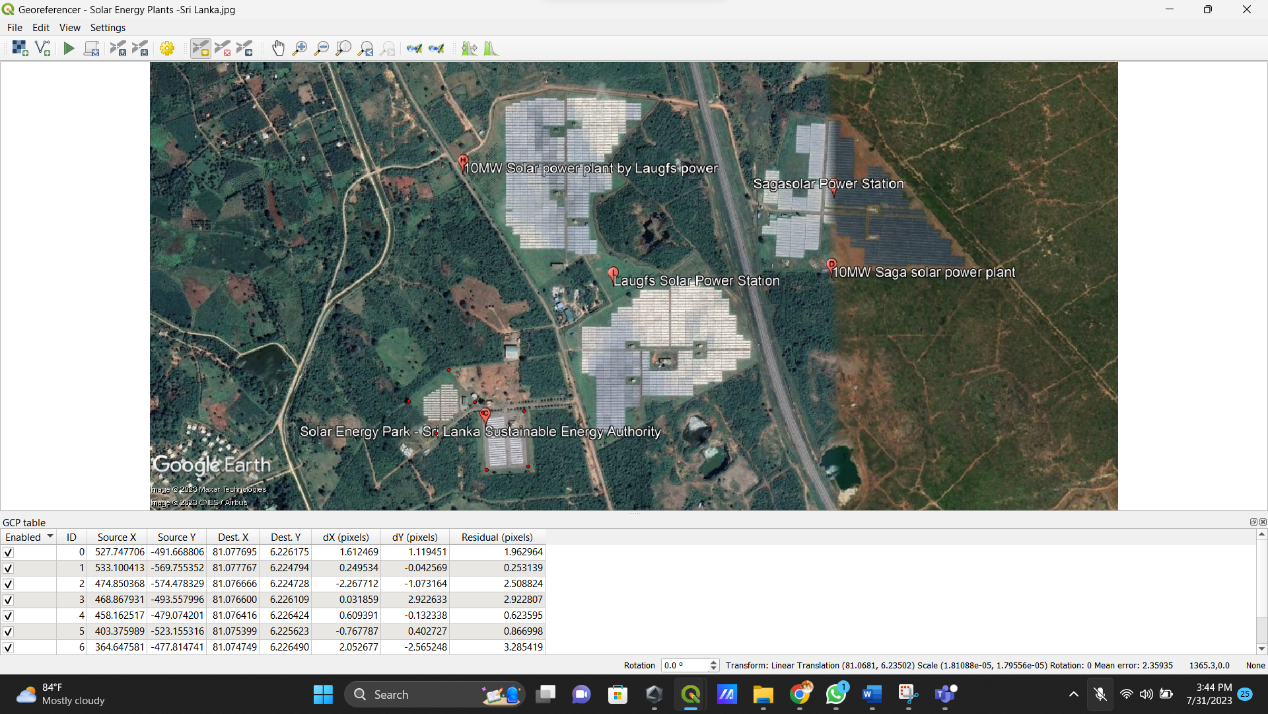 Georeferencer - Solar Energy Plants -Sri Lanka.jpg
File Edit View Settings
10MW Solar power plant by Laugfs power
Sagasolar Power Station
10MW Saga solar power plant
Laugfs Solar Power Station
Solar Energy Park - Sri Lanka Sustainable Energy Authority
Google Earth
Image © 2023 Maxar Technologies
Image © 2023 CNES / Airbus
GCP table
Enabled ID Source X Source Y Dest. X Dest. Y dX (pixels) dY (pixels) Residual (pixels)
0 527.747706 -491.668806 81.077695 6.226175 1.612469 1.119451 1.962964
1 533.100413 -569.755352 81.077767 6.224794 0.249534 -0.042569 0.253139
2 474.850368 -574.478329 81.076666 6.224728 -2.267712 -1.073164 2.508824
3 468.867931 -493.557996 81.076600 6.226109 0.031859 2.922633 2.922807
4 458.162517 -479.074201 81.076416 6.226424 0.609391 -0.132338 0.623595
5 403.375989 -523.155316 81.075399 6.225623 -0.767787 0.402727 0.866998
6 364.647581 -477.814741 81.074749 6.226490 2.052677 -2.565248 3.285419
Rotation 0.0 ° Transform: Linear Translation (81.0681, 6.23502) Scale (1.81088e-05, 1.79556e-05) Rotation: 0 Mean error: 2.35935 1365.3,0.0 None
84°F
Mostly cloudy
Search
1
3:44 PM
7/31/2023
25